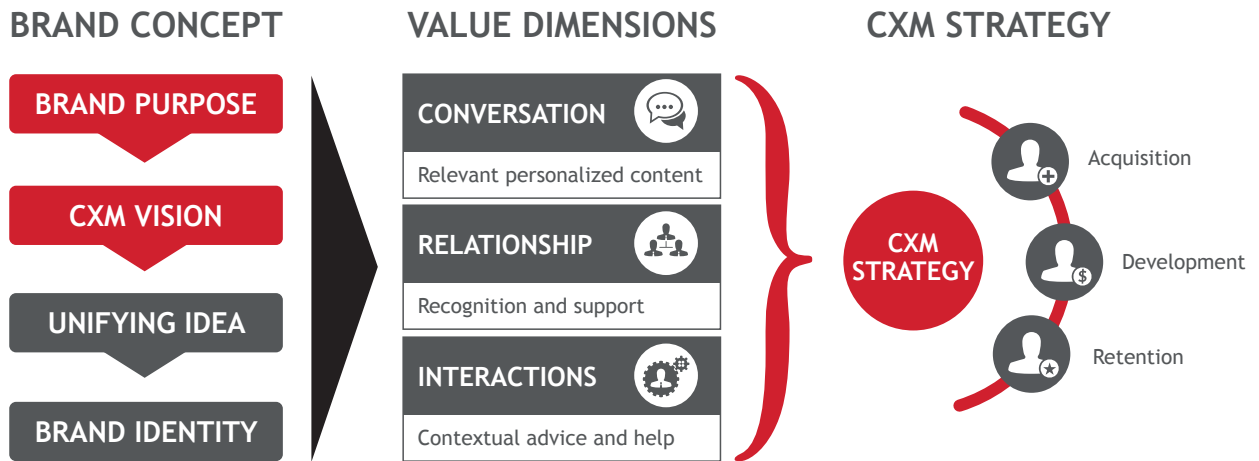 BRAND CONCEPT
BRAND PURPOSE
CXM VISION
UNIFYING IDEA
BRAND IDENTITY
VALUE DIMENSIONS
CONVERSATION
Relevant personalized content
RELATIONSHIP
Recognition and support
INTERACTIONS
Contextual advice and help
CXM STRATEGY
CXM
STRATEGY
Acquisition
$
Development
Retention